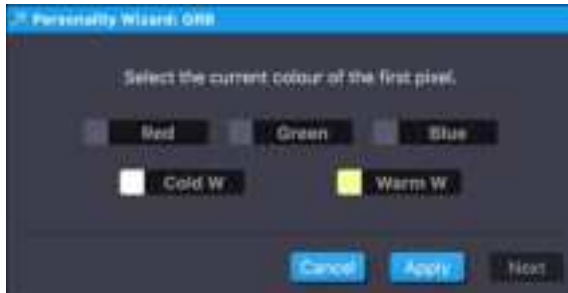 Personality Wizard: GRB
Select the current colour of the first pixel.
Red Green Blue
Cold W Warm W
Cancel Apply Next